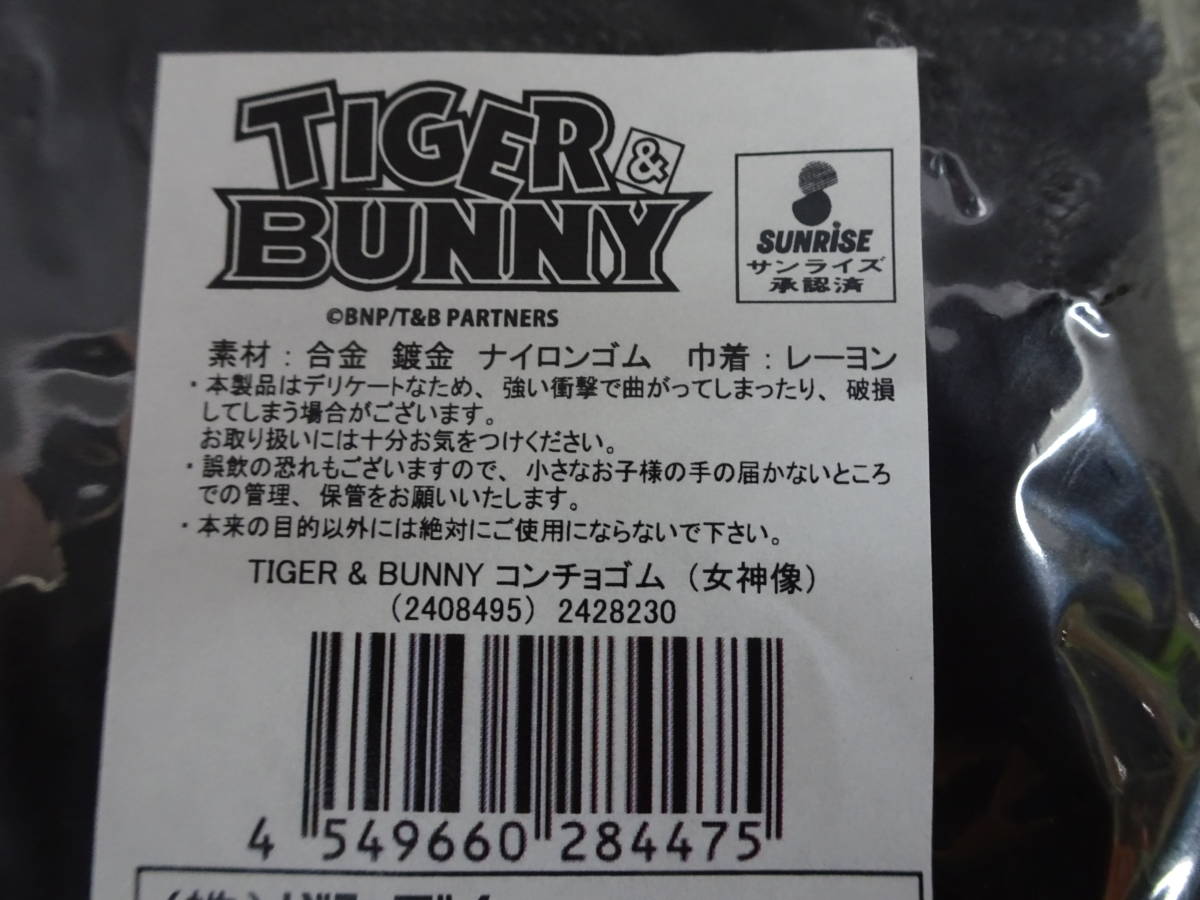 TIGER &
BUNNY
SUNRISE
サンライズ
承認済
©BNP/T&B PARTNERS
素材：合金 鍍金 ナイロンゴム 巾着：レーヨン
・本製品はデリケートなため、強い衝撃で曲がってしまったり、破損
してしまう場合がございます。
お取り扱いには十分お気をつけください。
・誤飲の恐れもございますので、小さなお子様の手の届かないところ
での管理、保管をお願いいたします。
・本来の目的以外には絶対にご使用にならないで下さい。
TIGER & BUNNY コンチョゴム（女神像）
（2408495）2428230
4 549660 284475